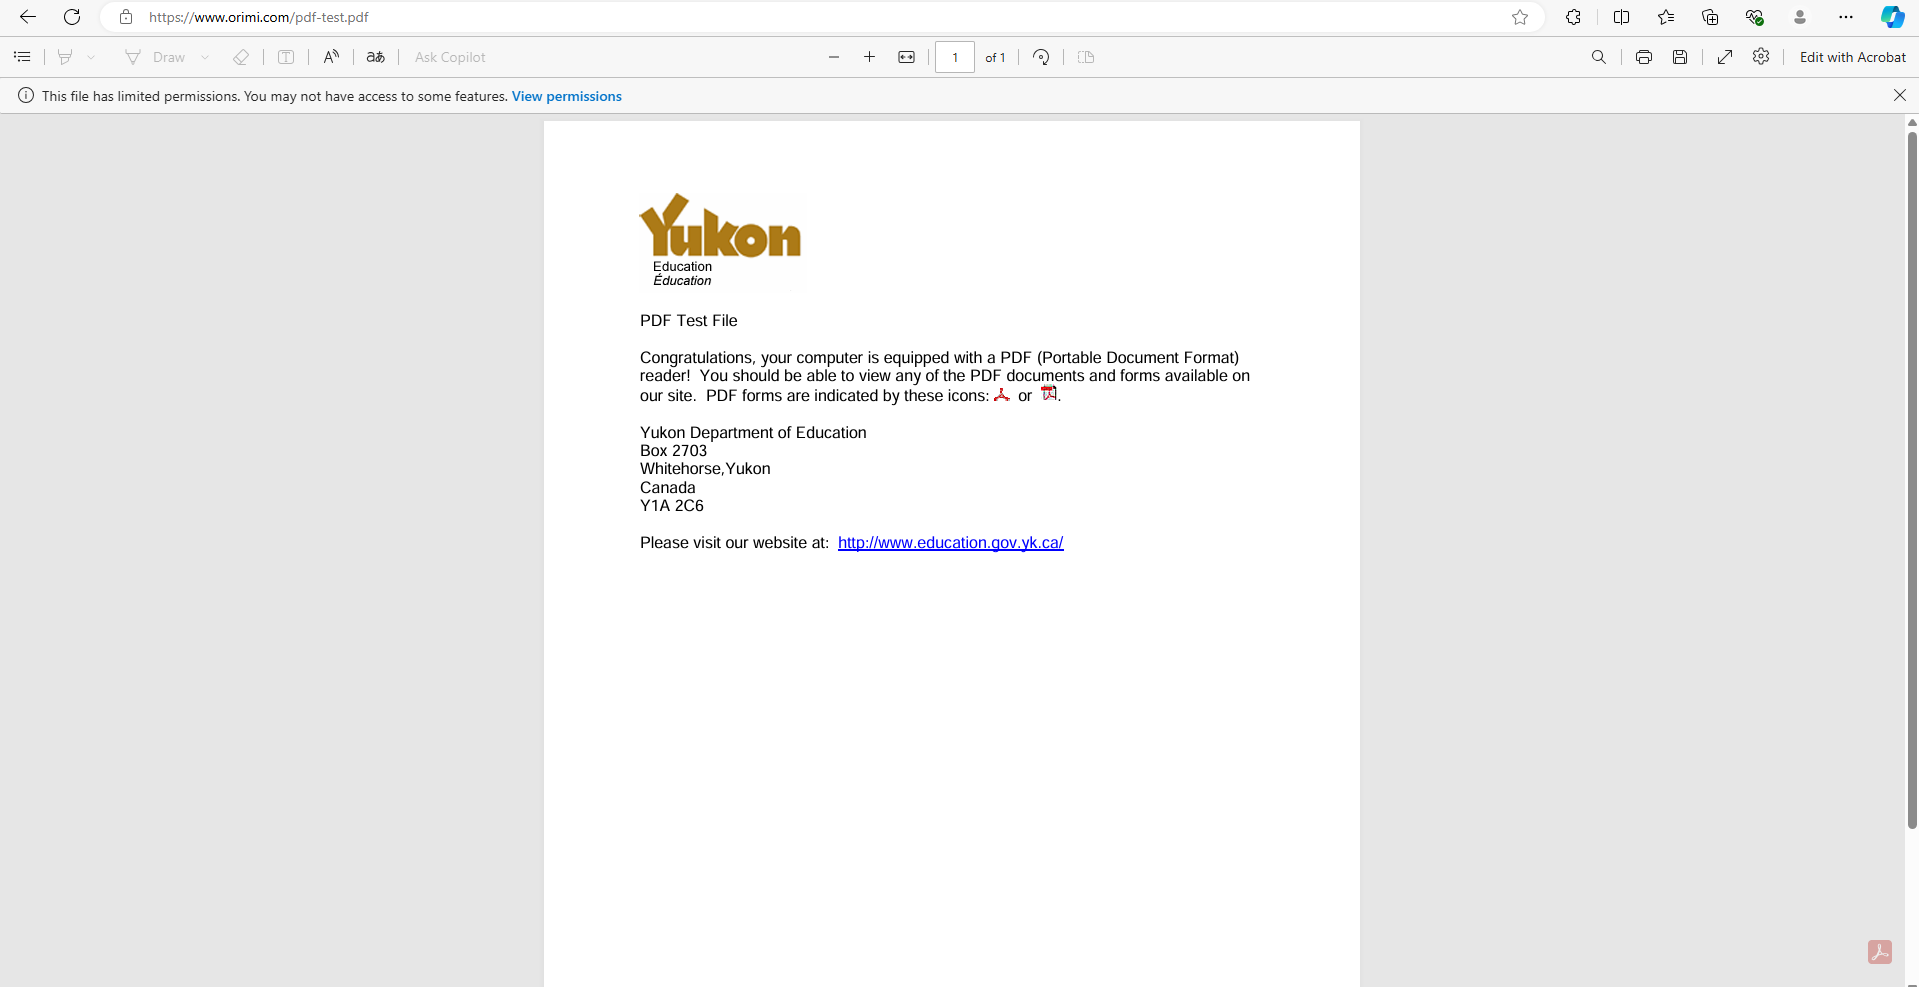 https://www.orimi.com/pdf-test.pdf
Draw
Ask Copilot
1 of 1
Edit with Acrobat
This file has limited permissions. You may not have access to some features. View permissions
Yukon
Education
Éducation
PDF Test File
Congratulations, your computer is equipped with a PDF (Portable Document Format)
reader! You should be able to view any of the PDF documents and forms available on
our site. PDF forms are indicated by these icons: or .
Yukon Department of Education
Box 2703
Whitehorse,Yukon
Canada
Y1A 2C6
Please visit our website at: http://www.education.gov.yk.ca/